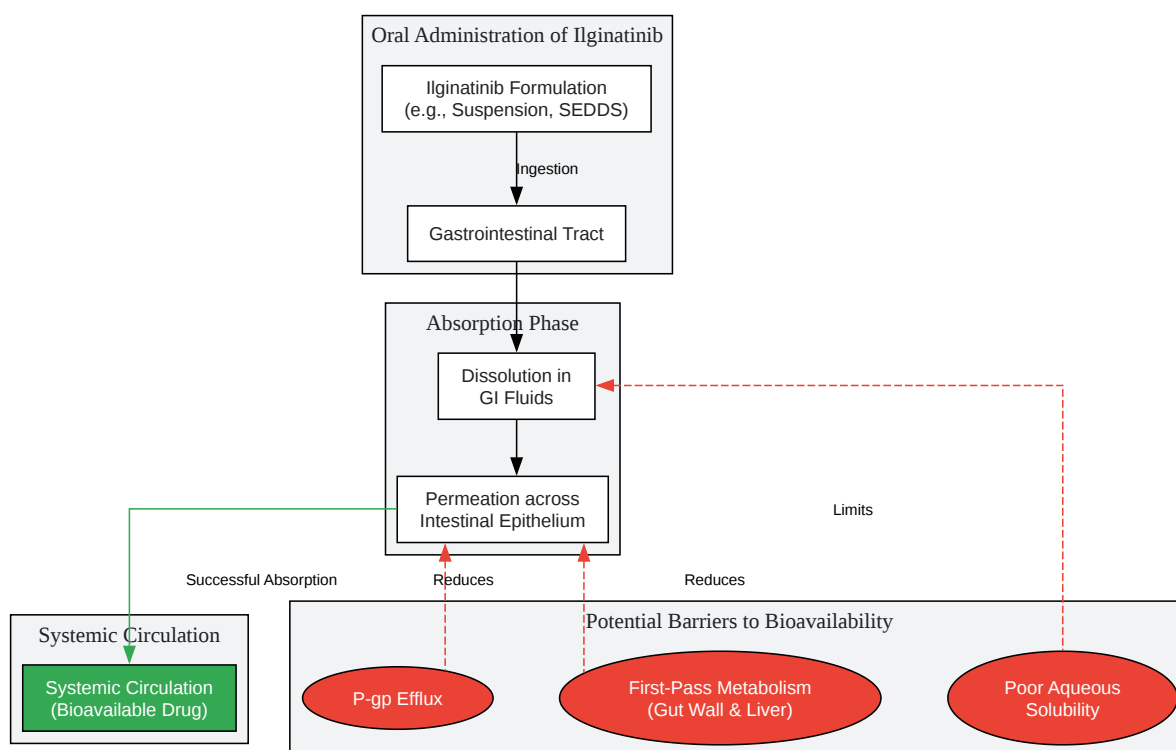 Oral Administration of Ilginatinib
Ilginatinib Formulation
(e.g., Suspension, SEDDS)
Ingestion
Gastrointestinal Tract
Absorption Phase
Dissolution in
GI Fluids
Permeation across
Intestinal Epithelium
Limits
Successful Absorption
Reduces
Reduces
Systemic Circulation
Systemic Circulation
(Bioavailable Drug)
Potential Barriers to Bioavailability
P-gp Efflux
First-Pass Metabolism
(Gut Wall & Liver)
Poor Aqueous
Solubility